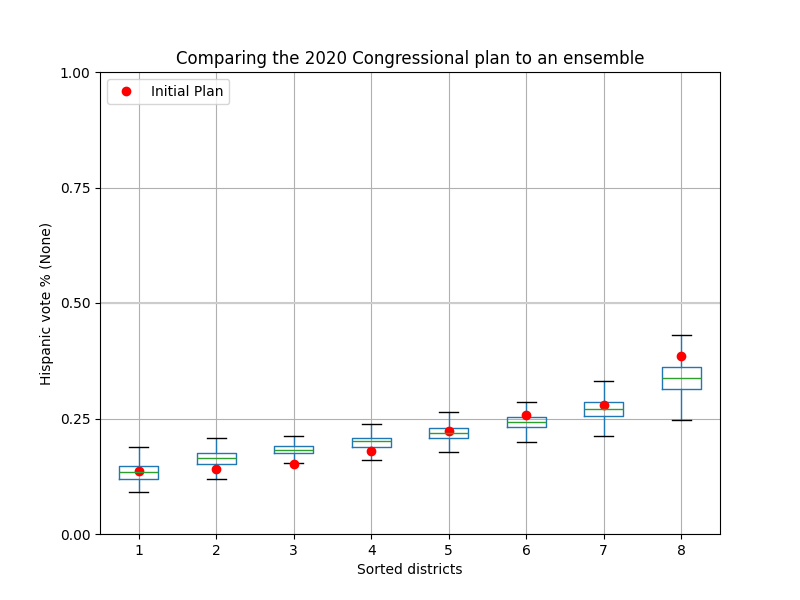 Comparing the 2020 Congressional plan to an ensemble
Initial Plan
1.00
0.75
0.50
0.25
0.00
Hispanic vote % (None)
1 2 3 4 5 6 7 8
Sorted districts